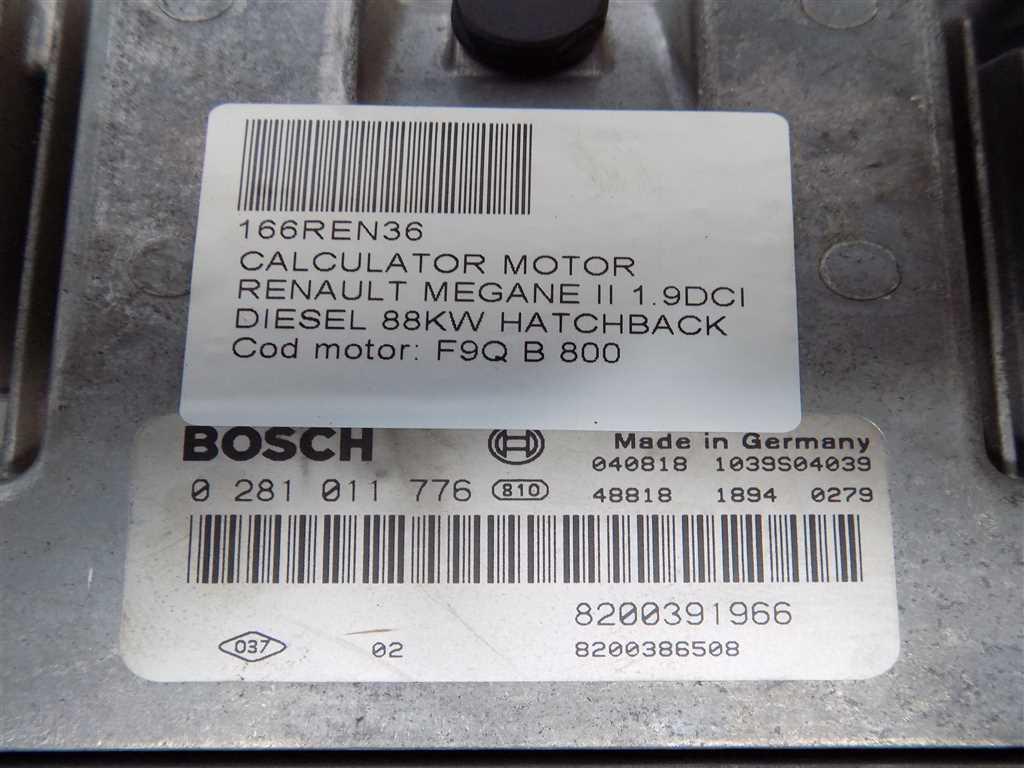 166REN36
CALCULATOR MOTOR
RENAULT MEGANE II 1.9DCI
DIESEL 88KW HATCHBACK
Cod motor: F9Q B 800
BOSCH
Made in Germany
040818 1039S04039
0 281 011 776 810
48818 1894 0279
8200391966
037 02 8200386508